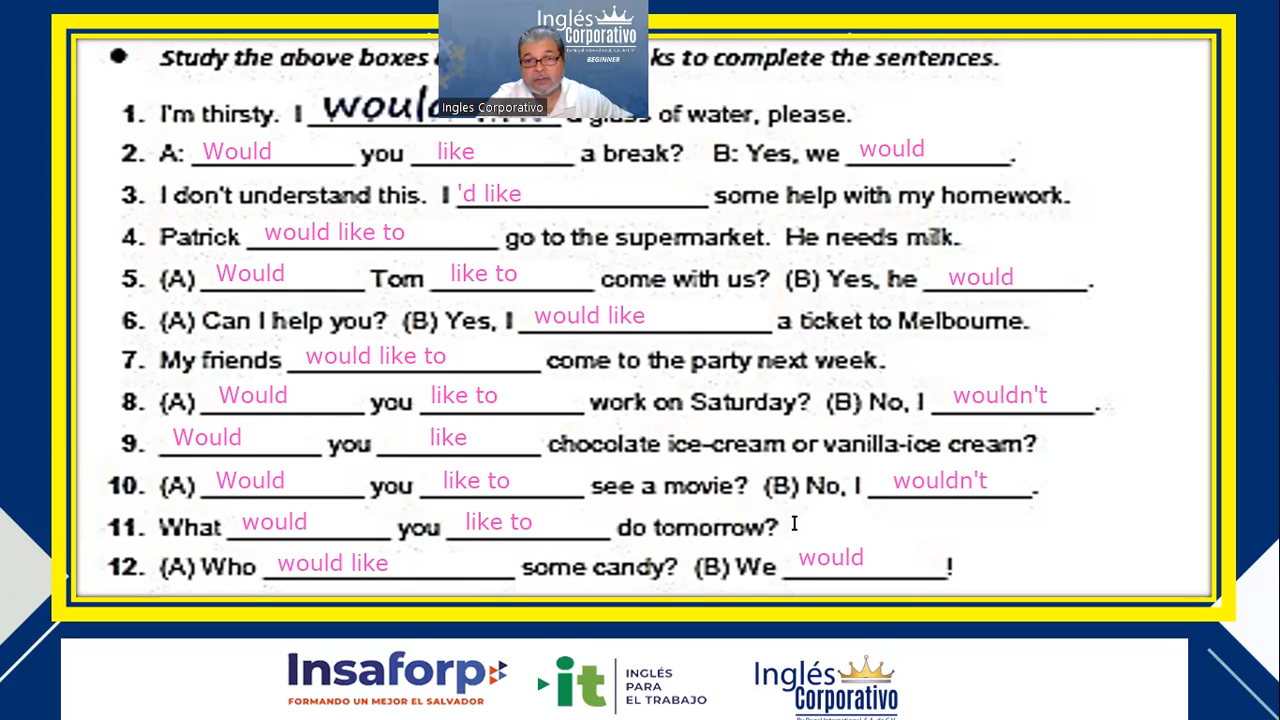 Inglés
Corporativo
BEGINNER
Ingles Corporativo
Study the above boxes ks to complete the sentences.
1. I'm thirsty. I would of water, please.
2. A: Would you like a break? B: Yes, we would.
3. I don't understand this. I 'd like some help with my homework.
4. Patrick would like to go to the supermarket. He needs milk.
5. (A) Would Tom like to come with us? (B) Yes, he would.
6. (A) Can I help you? (B) Yes, I would like a ticket to Melbourne.
7. My friends would like to come to the party next week.
8. (A) Would you like to work on Saturday? (B) No, I wouldn't.
9. Would you like chocolate ice-cream or vanilla-ice cream?
10. (A) Would you like to see a movie? (B) No, I wouldn't.
11. What would you like to do tomorrow?
12. (A) Who would like some candy? (B) We would!
Insaforp
FORMANDO UN MEJOR EL SALVADOR
it
INGLÉS
PARA
EL TRABAJO
Inglés
Corporativo